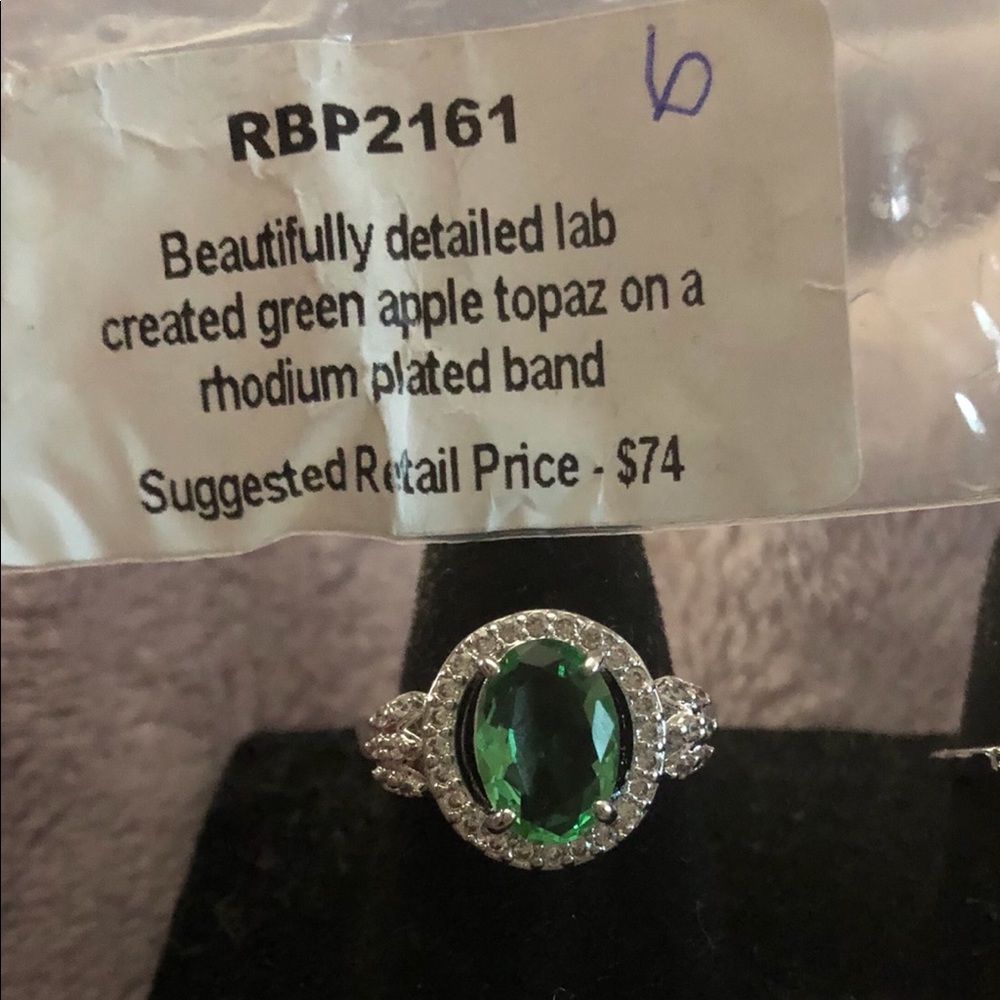 6
RBP2161
Beautifully detailed lab
created green apple topaz on a
rhodium plated band
Suggested Retail Price - $74